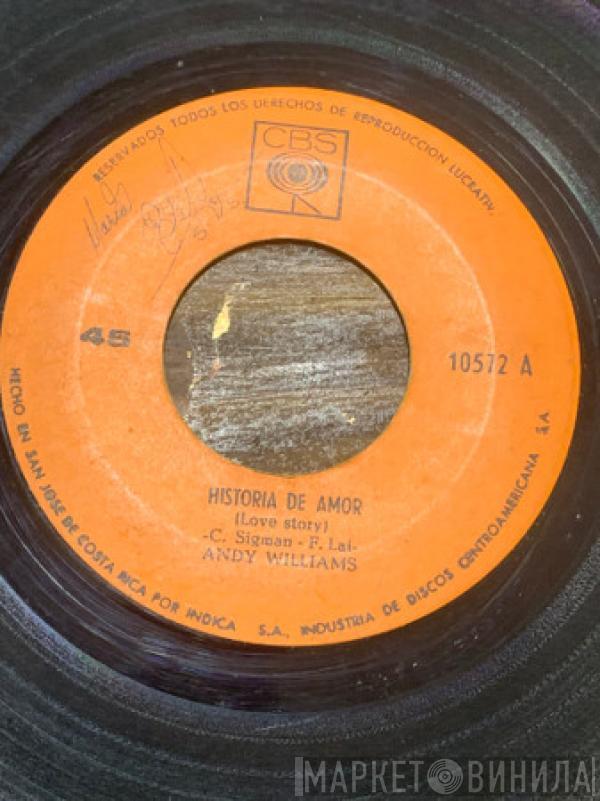 RESERVADOS TODOS LOS DERECHOS DE REPRODUCCION LUCRATIV.
CBS
45
10572 A
HISTORIA DE AMOR
(Love story)
-C. Sigman - F. Lai-
ANDY WILLIAMS
HECHO EN SAN JOSE DE COSTA RICA POR INDICA S.A., INDUSTRIA DE DISCOS CENTROAMERICANA S.A
МАРКЕТ ВИНИЛА